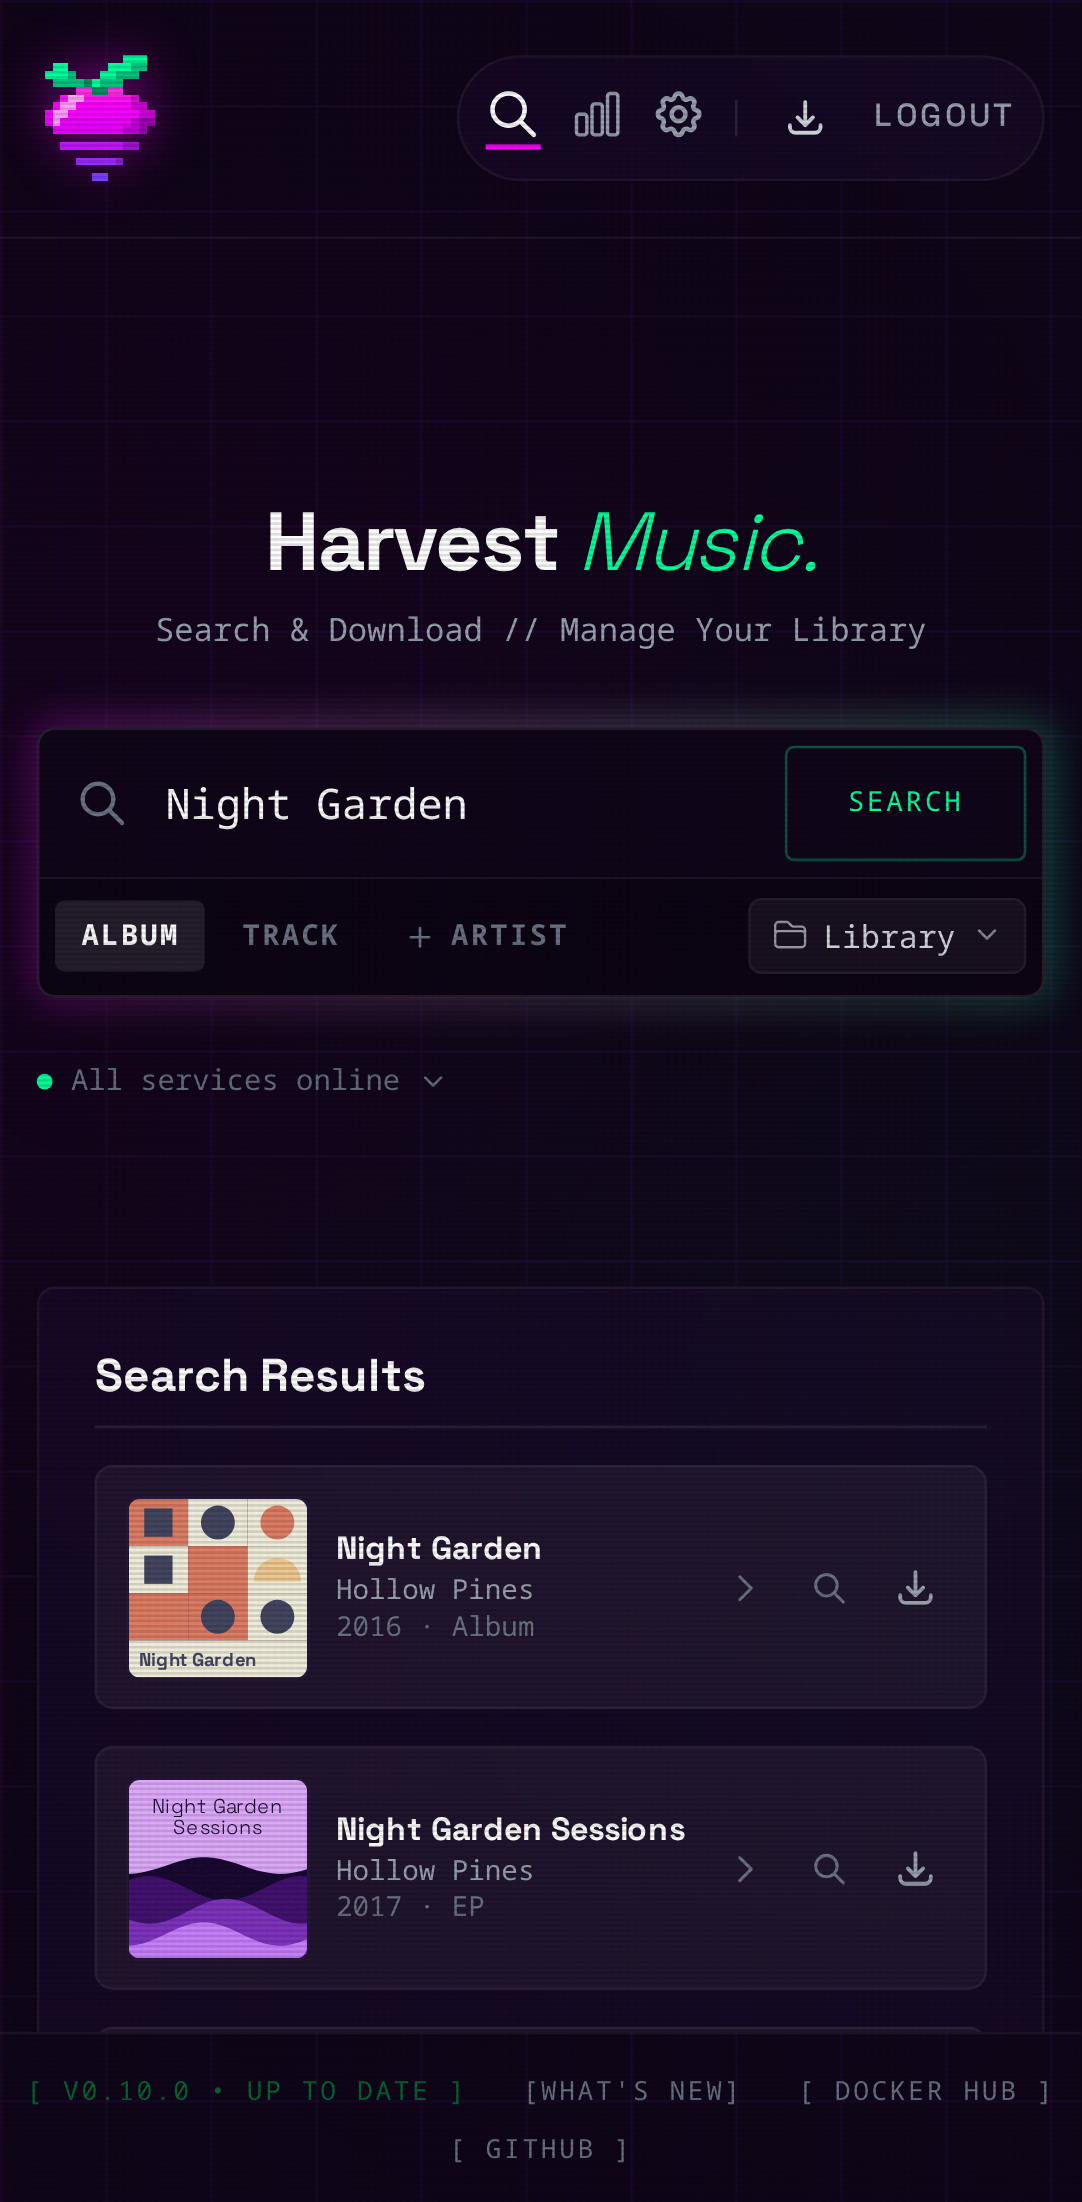 LOGOUT
Harvest Music.
Search & Download // Manage Your Library
Night Garden
SEARCH
ALBUM TRACK + ARTIST Library
All services online
Search Results
Night Garden
Night Garden
Hollow Pines
2016 · Album
Night Garden
Sessions
Night Garden Sessions
Hollow Pines
2017 · EP
[ V0.10.0 • UP TO DATE ] [WHAT'S NEW] [ DOCKER HUB ]
[ GITHUB ]